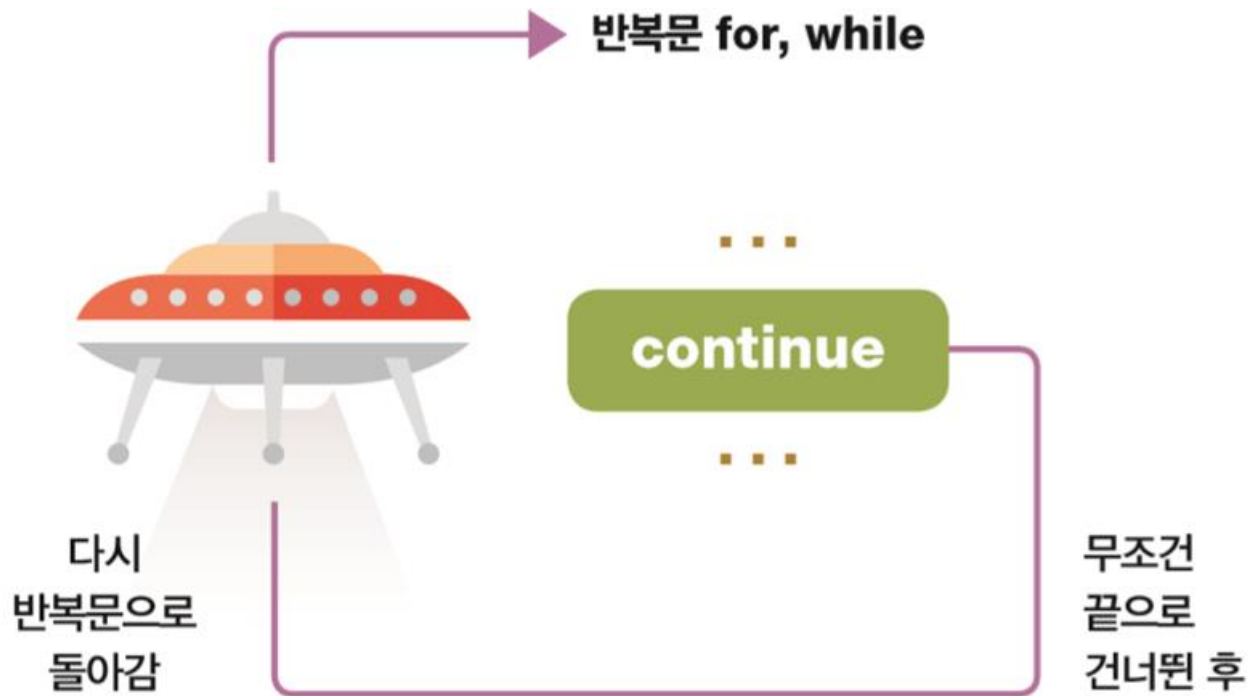 반복문 for, while
...
continue
...
무조건
끝으로
건너뛴 후
다시
반복문으로
돌아감